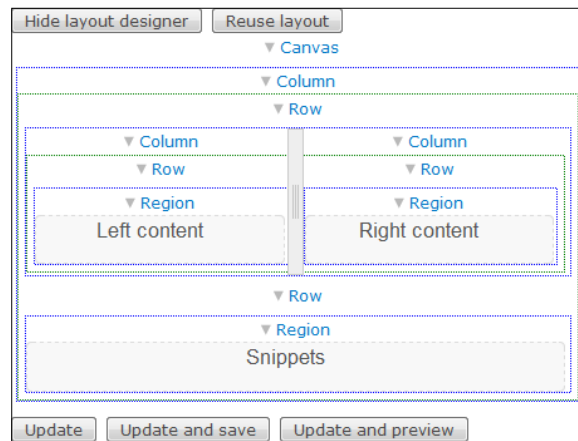 Hide layout designer Reuse layout
Canvas
Column
Row
Column Column
Row Row
Region Region
Left content Right content
Row
Region
Snippets
Update Update and save Update and preview